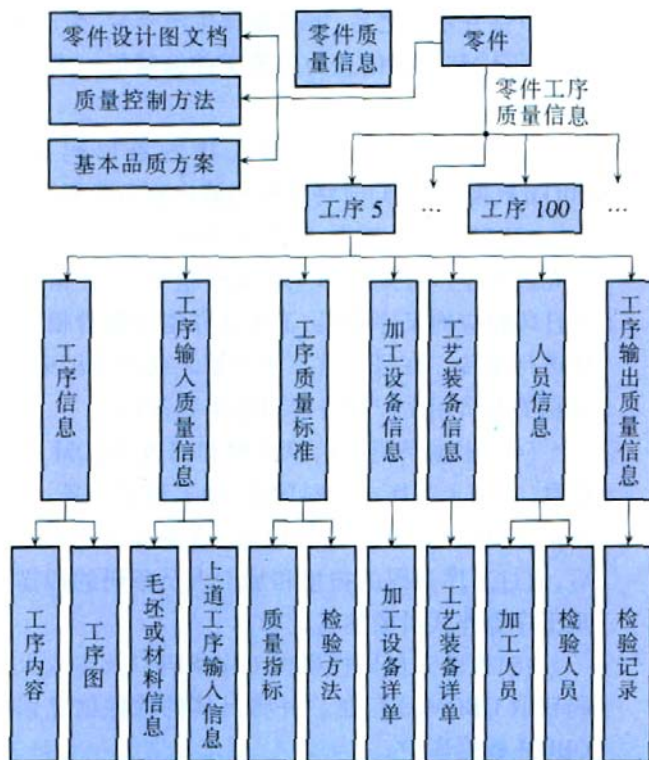 零件设计图文档
零件质
量信息
零件
质量控制方法
零件工序
质量信息
基本品质方案
工序 5
…
工序 100
…
工序信息
工序输入质量信息
工序质量标准
加工设备信息
工艺装备信息
人员信息
工序输出质量信息
工序内容
工序图
毛坯或材料信息
上道工序输入信息
质量指标
检验方法
加工设备详单
工艺装备详单
加工人员
检验人员
检验记录